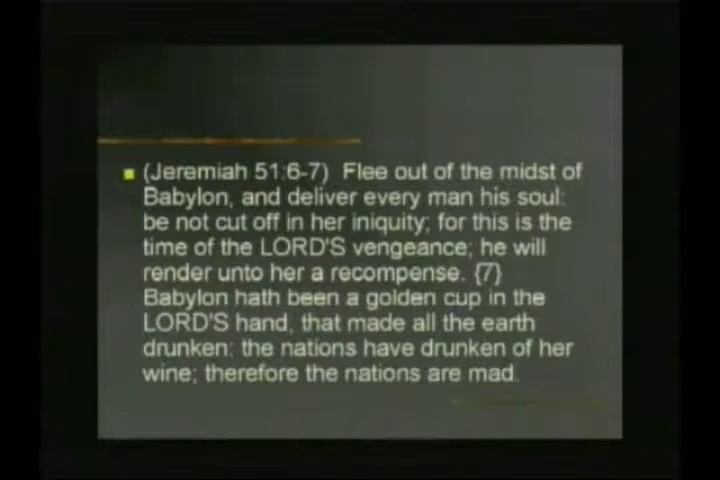 (Jeremiah 51:6-7) Flee out of the midst of
Babylon, and deliver every man his soul:
be not cut off in her iniquity; for this is the
time of the LORD'S vengeance; he will
render unto her a recompense. {7}
Babylon hath been a golden cup in the
LORD'S hand, that made all the earth
drunken: the nations have drunken of her
wine; therefore the nations are mad.